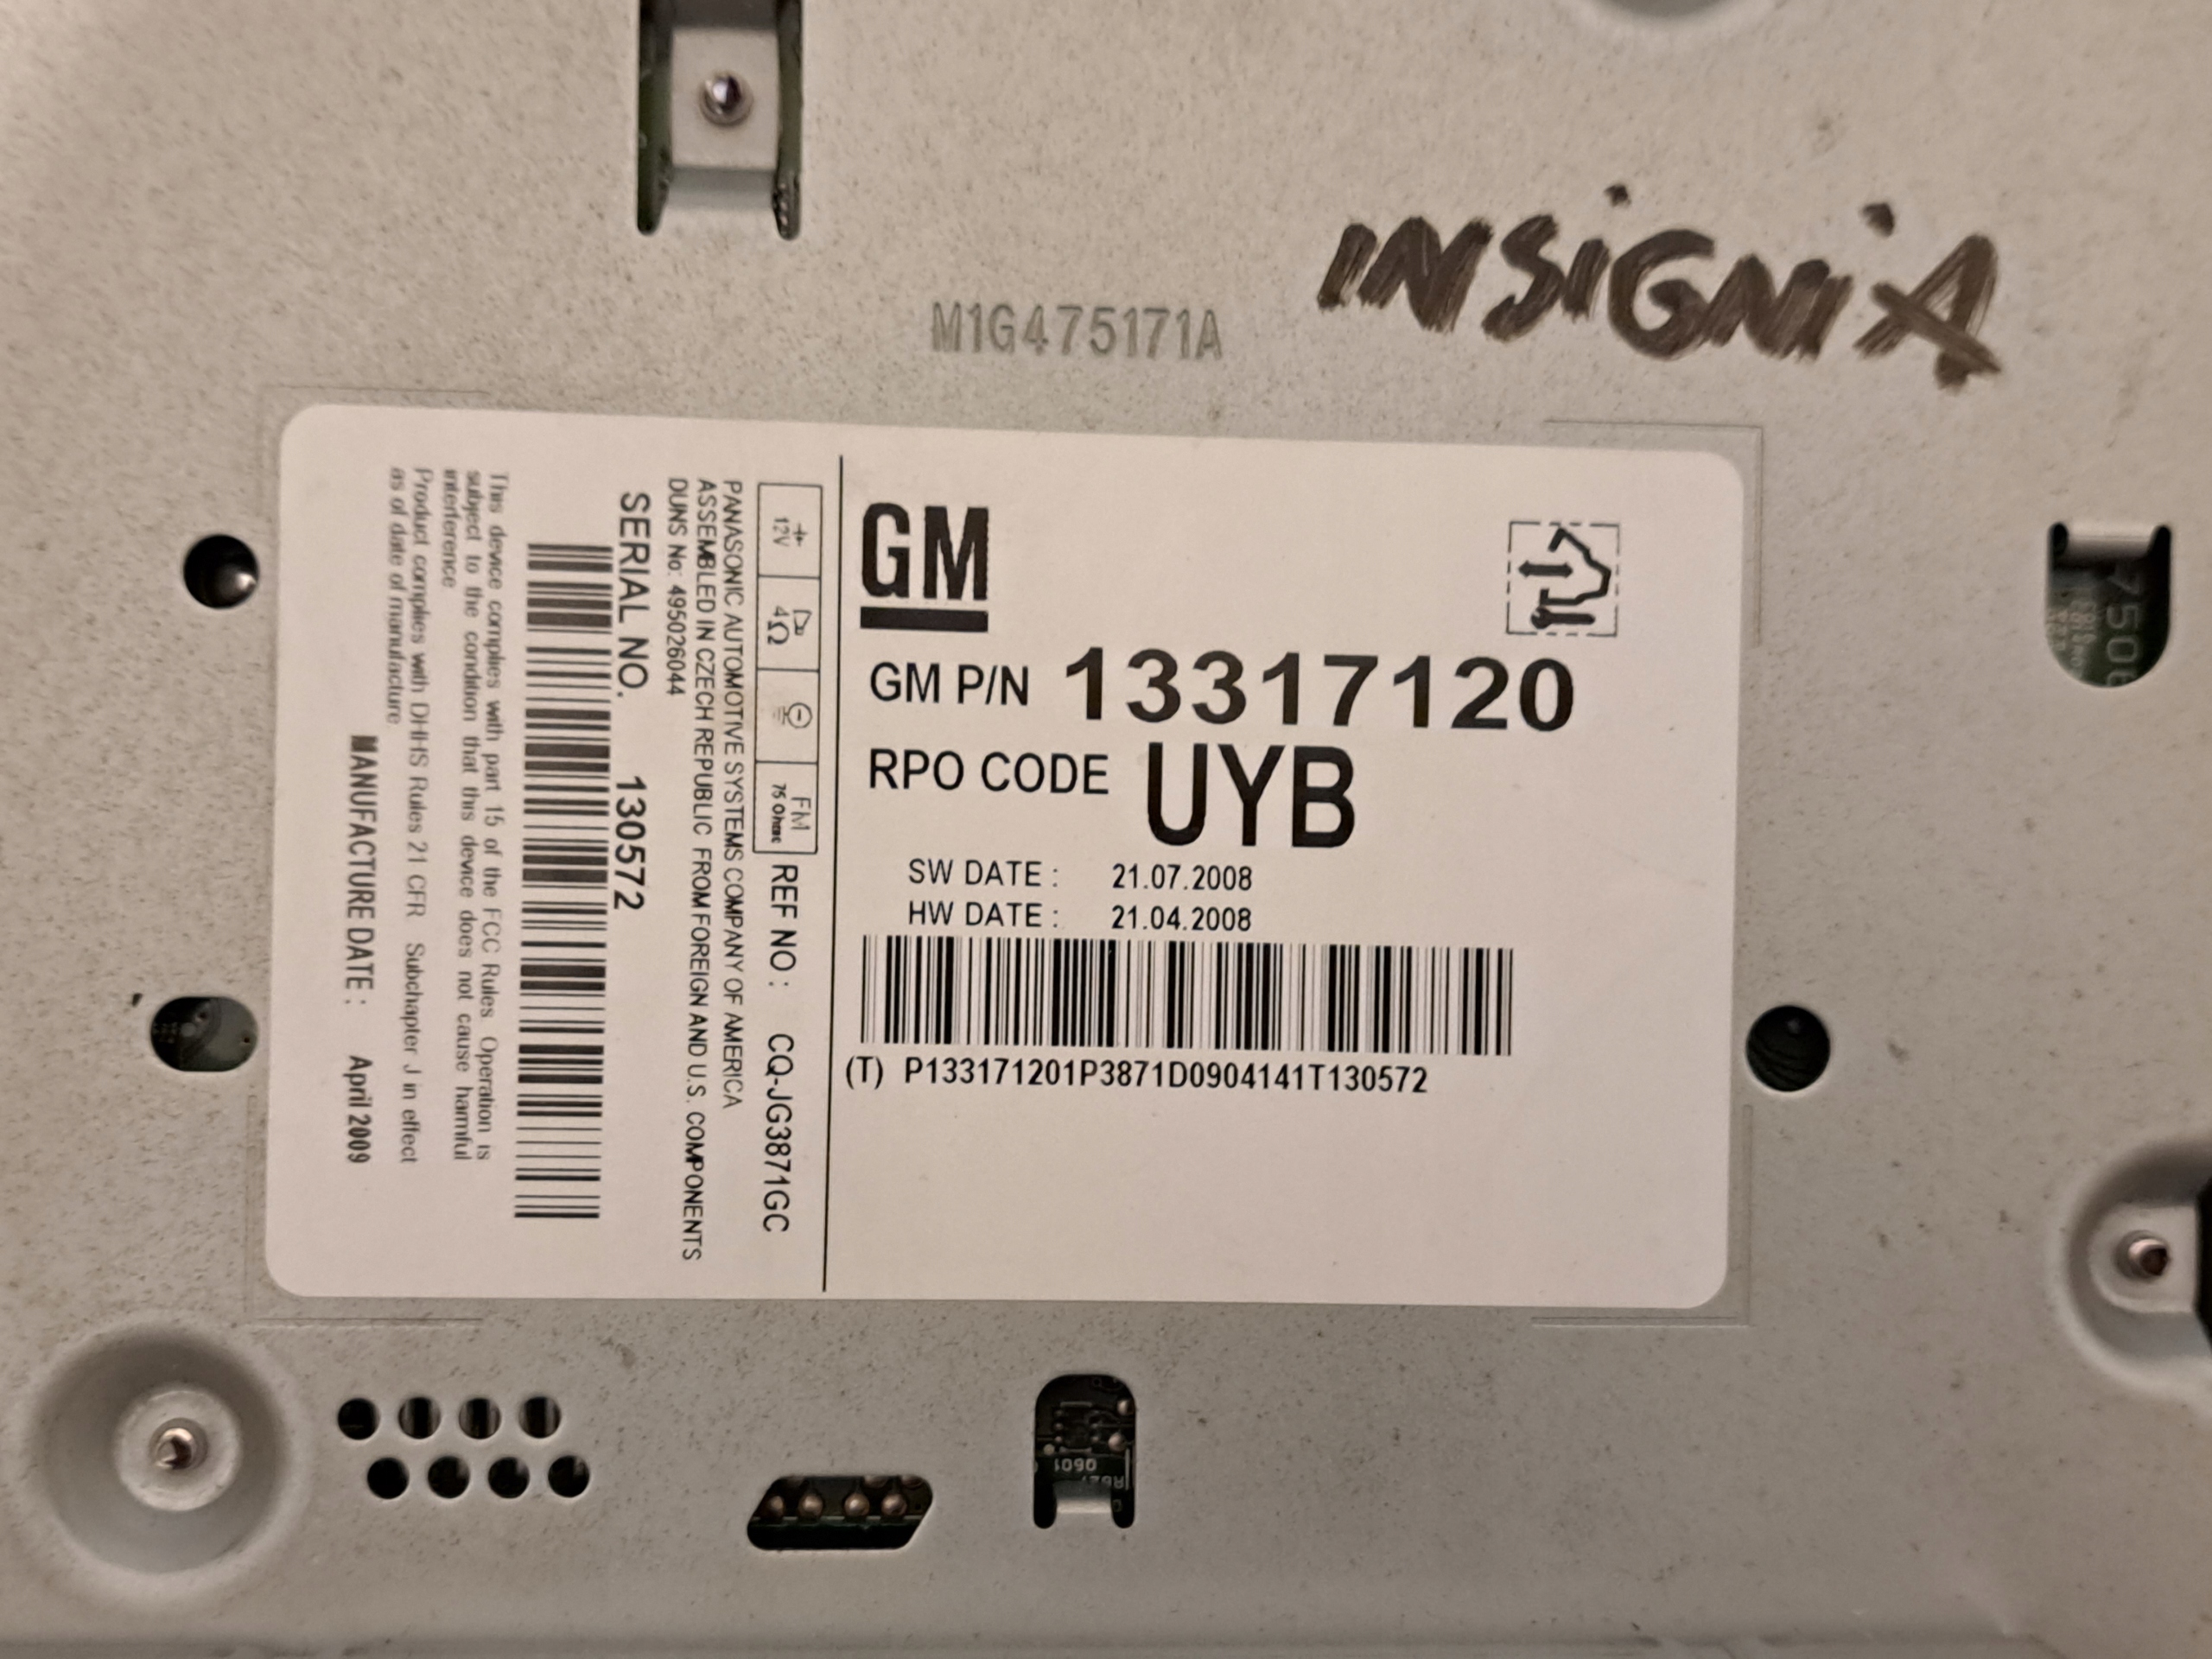 INSiGNiA
M1G475171A
GM
GM P/N 13317120
RPO CODE UYB
SW DATE : 21.07.2008
HW DATE : 21.04.2008
(T) P133171201P3871D0904141T130572
12V
4Ω
FM
75 Ohm
REF NO : CQ-JG3871GC
PANASONIC AUTOMOTIVE SYSTEMS COMPANY OF AMERICA
ASSEMBLED IN CZECH REPUBLIC FROM FOREIGN AND U.S. COMPONENTS
DUNS No: 495026044
SERIAL NO. 130572
This device complies with part 15 of the FCC Rules. Operation is
subject to the condition that this device does not cause harmful
interference
Product complies with DHHS Rules 21 CFR Subchapter J in effect
as of date of manufacture
MANUFACTURE DATE : April 2009
7506
Q601